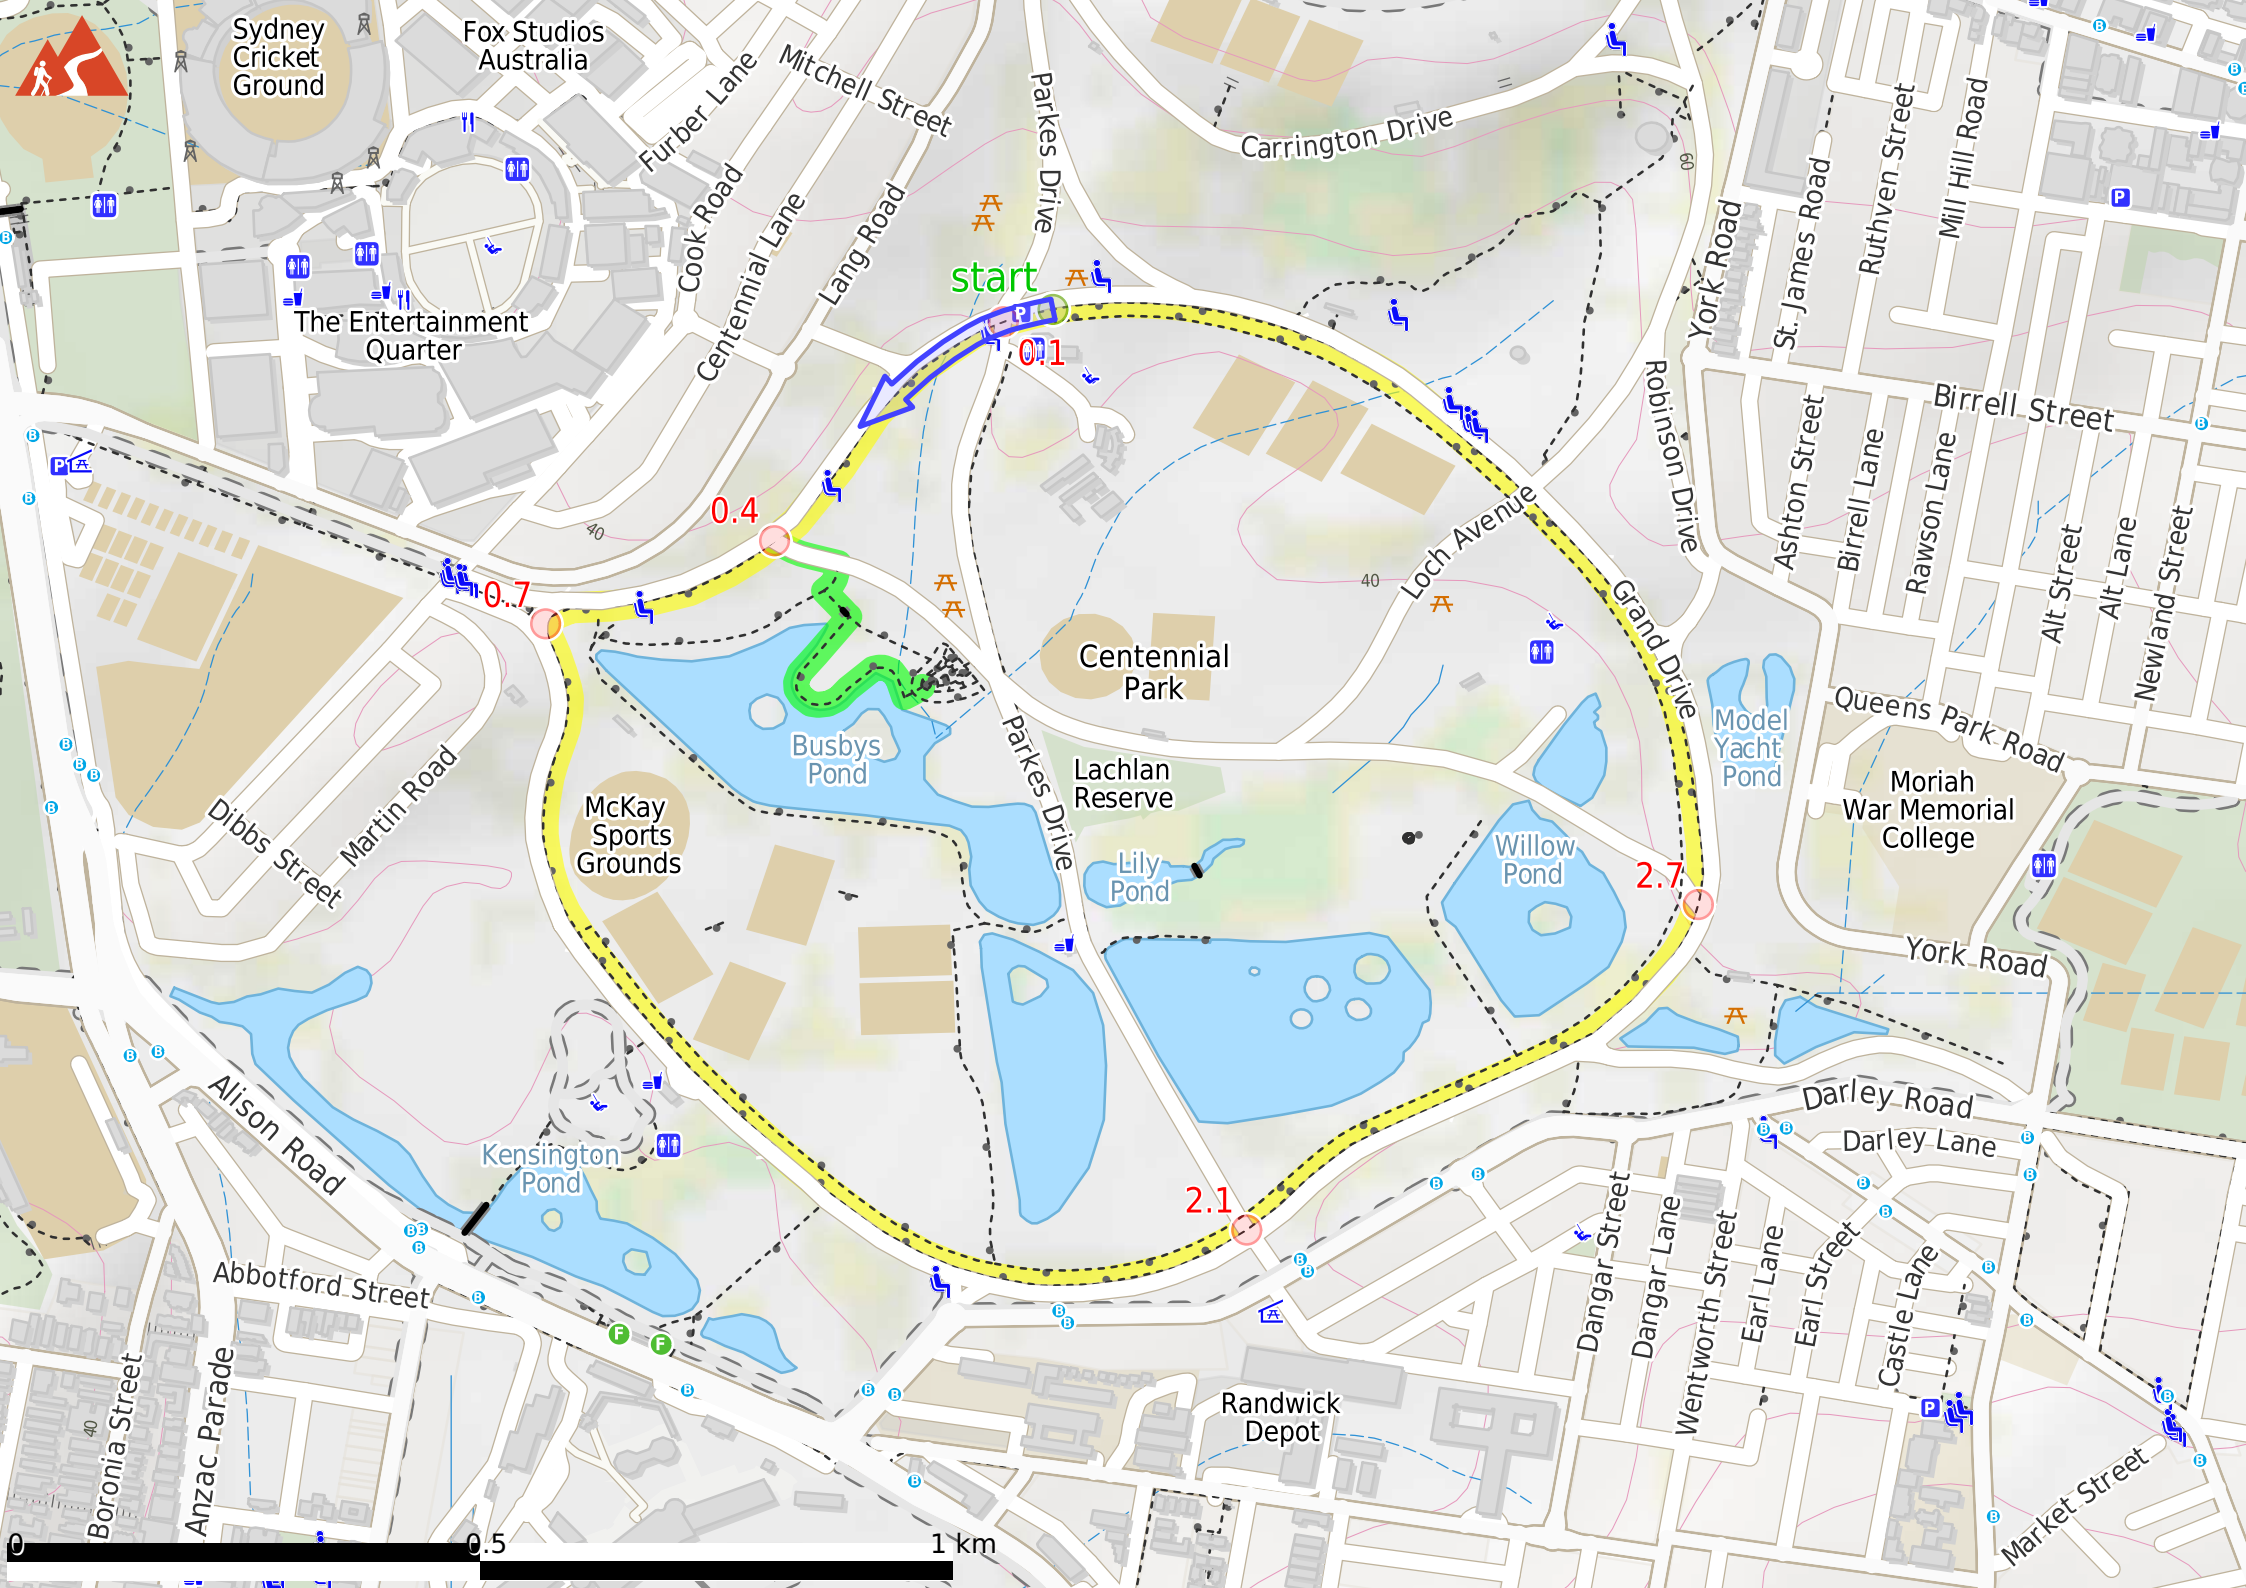 Sydney
Cricket
Ground
Fox Studios
Australia
Furber Lane
Mitchell Street
Parkes Drive
Carrington Drive
60
Cook Road
Centennial Lane
Lang Road
York Road
St. James Road
Ruthven Street
Mill Hill Road
P
start
P
0.1
The Entertainment
Quarter
Robinson Drive
Birrell Street
Ashton Street
Birrell Lane
Rawson Lane
Alt Street
Alt Lane
Newland Street
P
0.4
40
0.7
Loch Avenue
40
Grand Drive
Centennial
Park
Busbys
Pond
Parkes Drive
Lachlan
Reserve
Model
Yacht
Pond
Queens Park Road
Moriah
War Memorial
College
McKay
Sports
Grounds
Dibbs Street
Martin Road
Lily
Pond
Willow
Pond
2.7
York Road
Alison Road
Kensington
Pond
Darley Road
Darley Lane
2.1
Abbotford Street
F
F
Dangar Street
Dangar Lane
Wentworth Street
Earl Lane
Earl Street
Castle Lane
P
Randwick
Depot
40
Boronia Street
Anzac Parade
Market Street
0
0.5
1 km